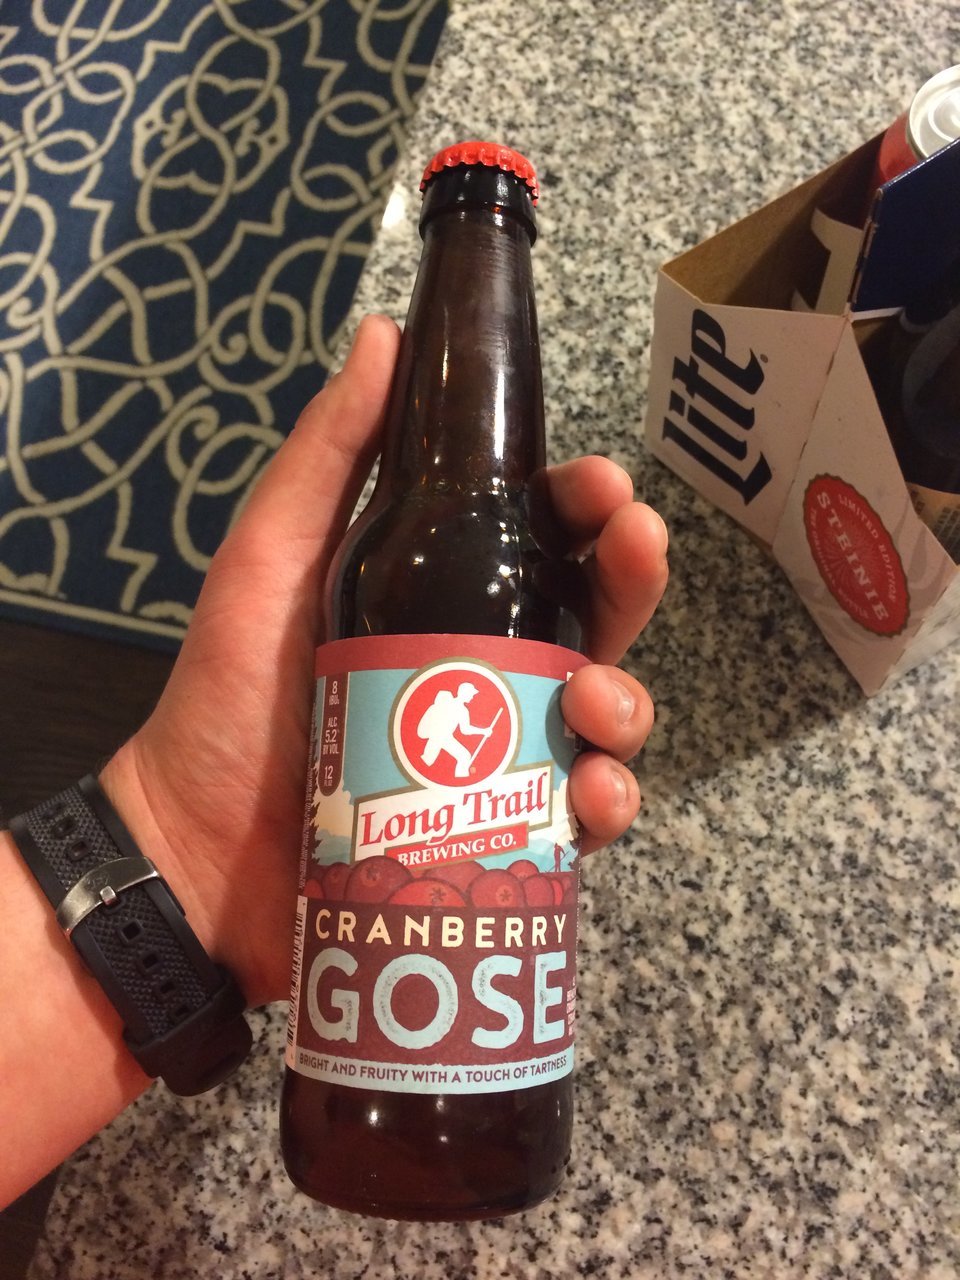 8
IBUs
ALC
5.2%
BY VOL
12
FL OZ
Long Trail
BREWING CO.
CRANBERRY
GOSE
BRIGHT AND FRUITY WITH A TOUCH OF TARTNESS
Lite
LIMITED EDITION
STEINIE
BOTTLE